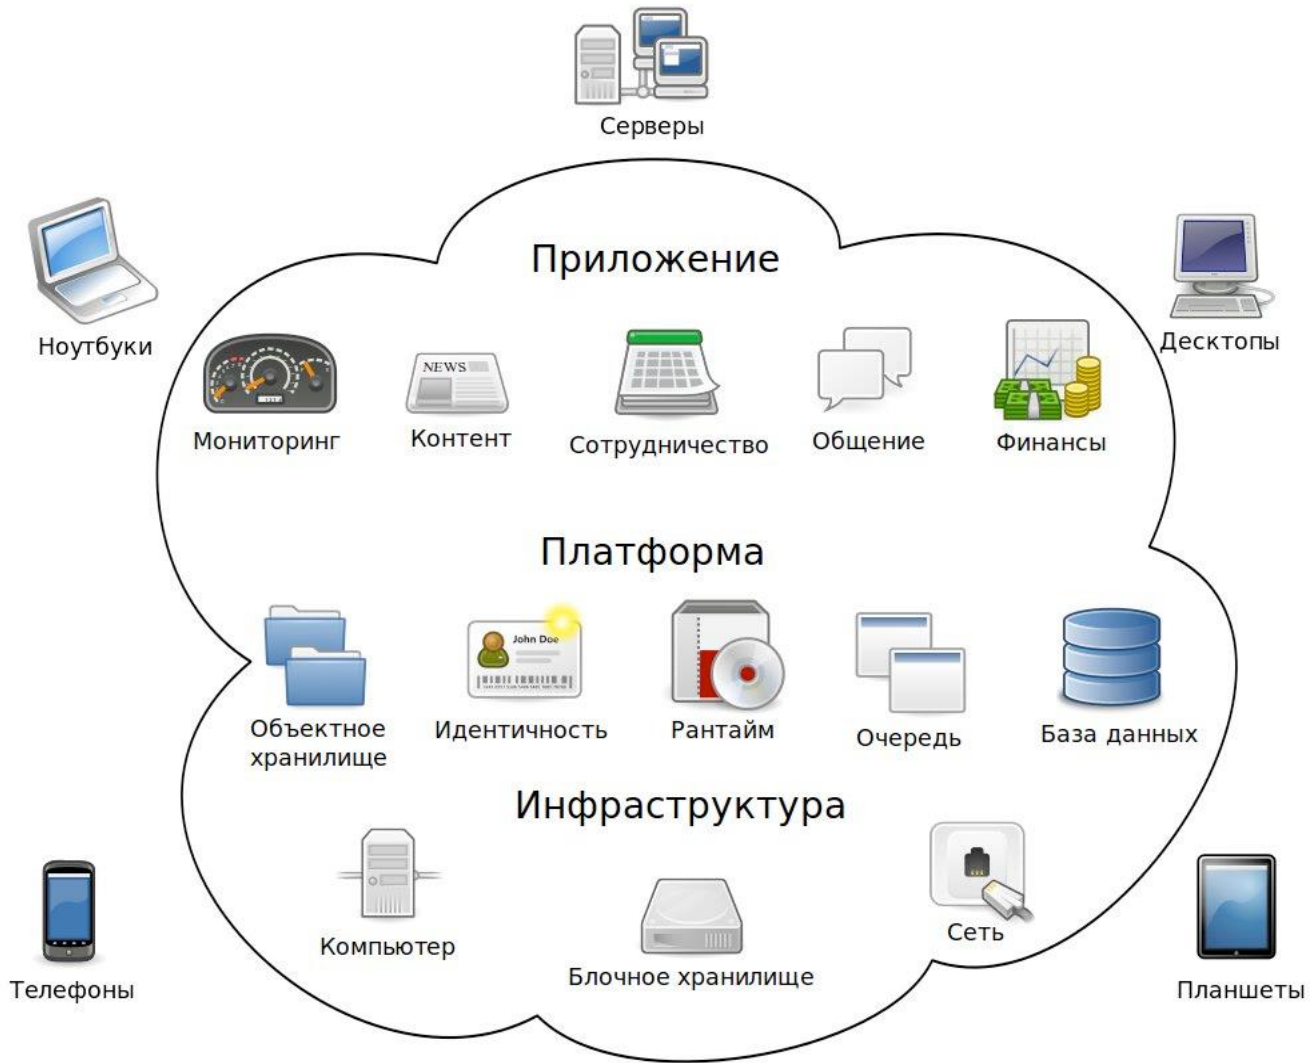 Серверы
Ноутбуки
Десктопы
Приложение
NEWS
Мониторинг
Контент
Сотрудничество
Общение
Финансы
Платформа
John Doe
Объектное
хранилище
Идентичность
Рантайм
Очередь
База данных
Инфраструктура
Компьютер
Блочное хранилище
Сеть
Телефоны
Планшеты